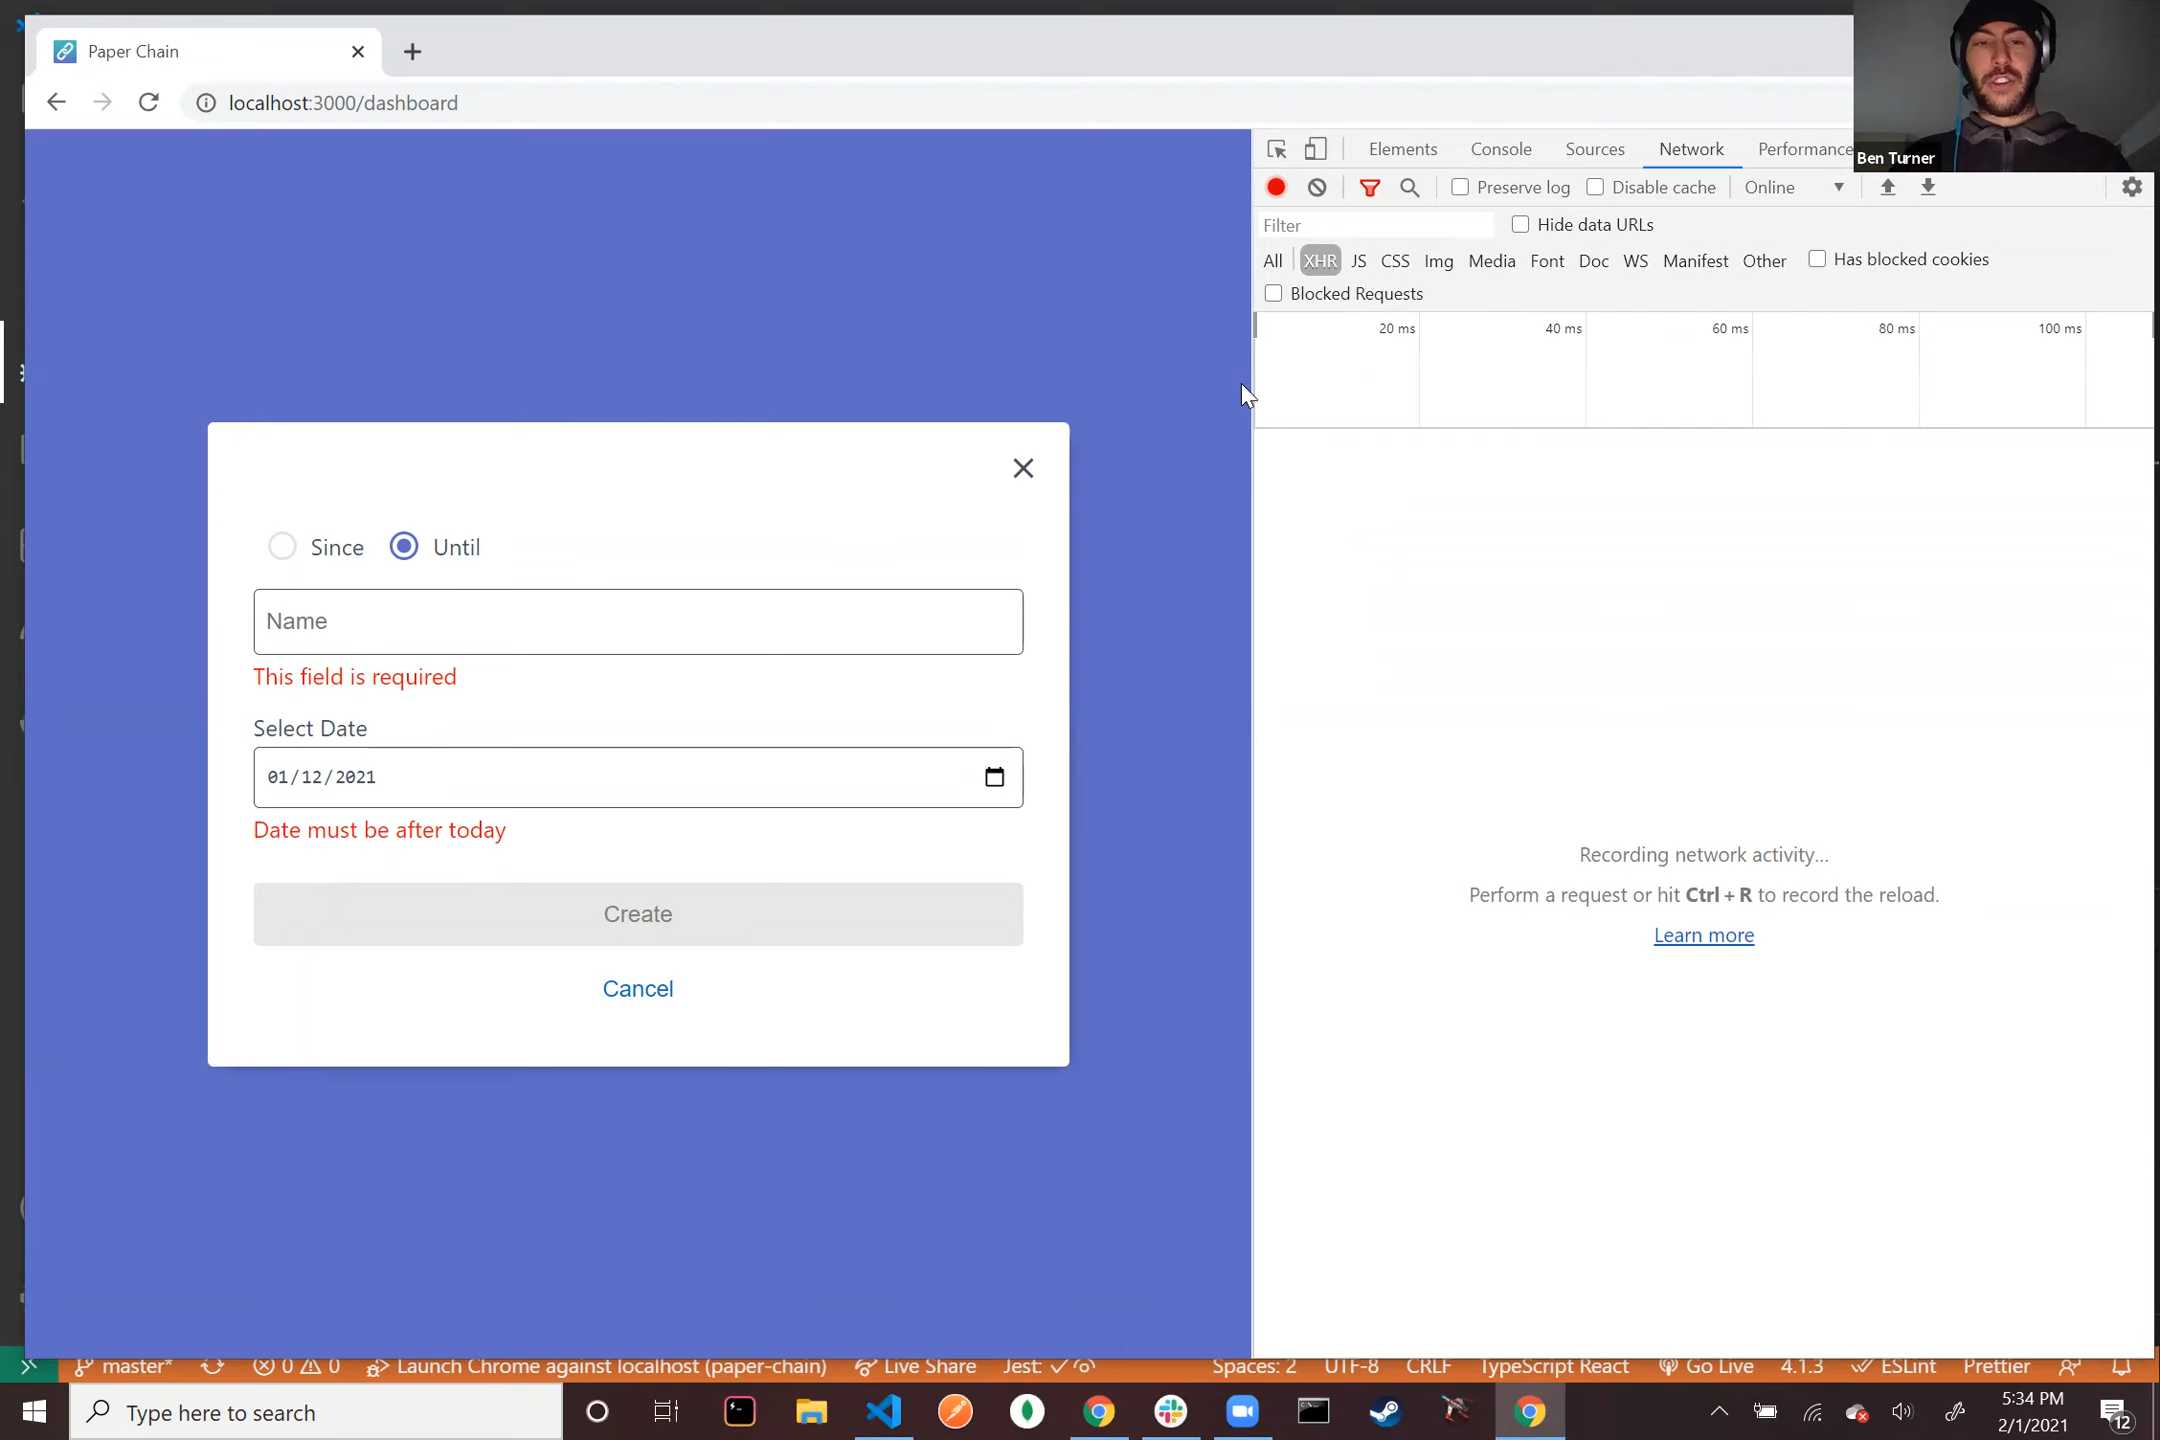 Paper Chain
localhost:3000/dashboard
Ben Turner
Elements Console Sources Network Performance
Preserve log Disable cache Online
Filter Hide data URLs
All XHR JS CSS Img Media Font Doc WS Manifest Other Has blocked cookies
Blocked Requests
20 ms 40 ms 60 ms 80 ms 100 ms
Since Until
Name
This field is required
Select Date
01/12/2021
Date must be after today
Create
Cancel
Recording network activity...
Perform a request or hit Ctrl + R to record the reload.
Learn more
master* 0 0 Launch Chrome against localhost (paper-chain) Live Share Jest: Spaces: 2 UTF-8 CRLF TypeScript React Go Live 4.1.3 ESLint Prettier
Type here to search
5:34 PM
2/1/2021
12